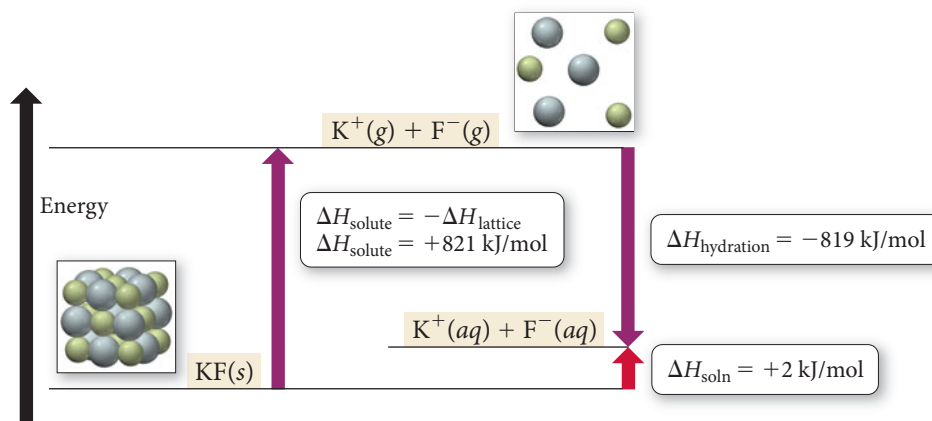 K⁺(g) + F⁻(g)
Energy
ΔH_solute = −ΔH_lattice
ΔH_solute = +821 kJ/mol
ΔH_hydration = −819 kJ/mol
K⁺(aq) + F⁻(aq)
KF(s)
ΔH_soln = +2 kJ/mol